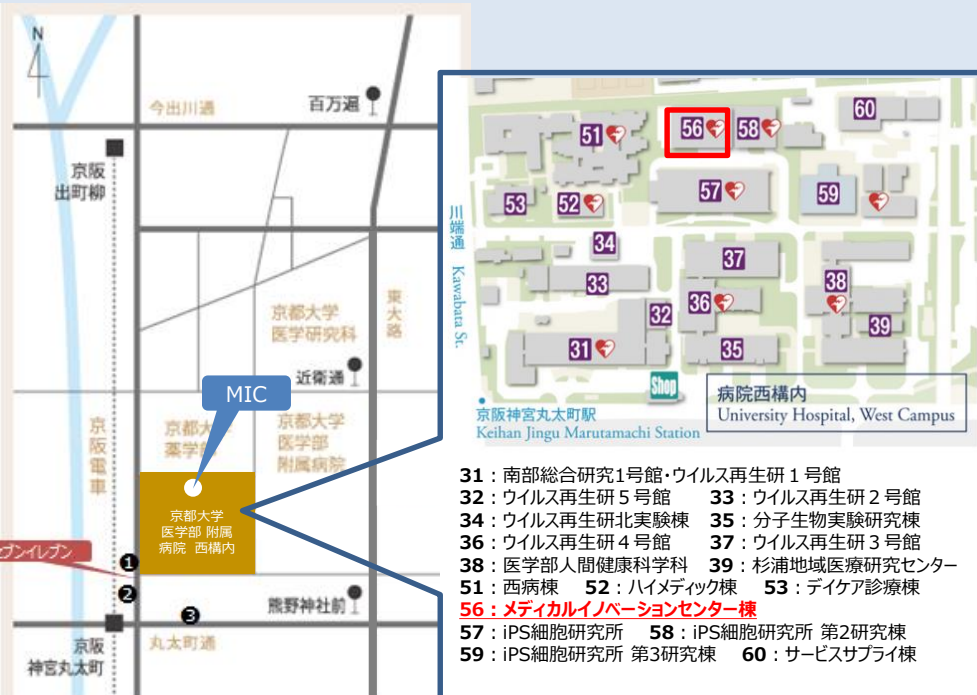 N
今出川通
百万遍
京阪
出町柳
東大路
京都大学
医学研究科
近衛通
MIC
京阪電車
京都大
薬学部
京都大学
医学部
附属病院
京都大学
医学部 附属
病院 西構内
ブンイレブン
❶
❷
❸
熊野神社前
京阪
神宮丸太町
丸太町通
川端通 Kawabata St.
51
56
58
60
53
52
57
59
34
37
33
38
36
32
39
31
35
Shop
京阪神宮丸太町駅
Keihan Jingu Marutamachi Station
病院西構内
University Hospital, West Campus
31：南部総合研究1号館・ウイルス再生研１号館
32：ウイルス再生研５号館 33：ウイルス再生研２号館
34：ウイルス再生研北実験棟 35：分子生物実験研究棟
36：ウイルス再生研４号館 37：ウイルス再生研３号館
38：医学部人間健康科学科 39：杉浦地域医療研究センター
51：西病棟 52：ハイメディック棟 53：デイケア診療棟
56：メディカルイノベーションセンター棟
57：iPS細胞研究所 58：iPS細胞研究所 第2研究棟
59：iPS細胞研究所 第3研究棟 60：サービスサプライ棟